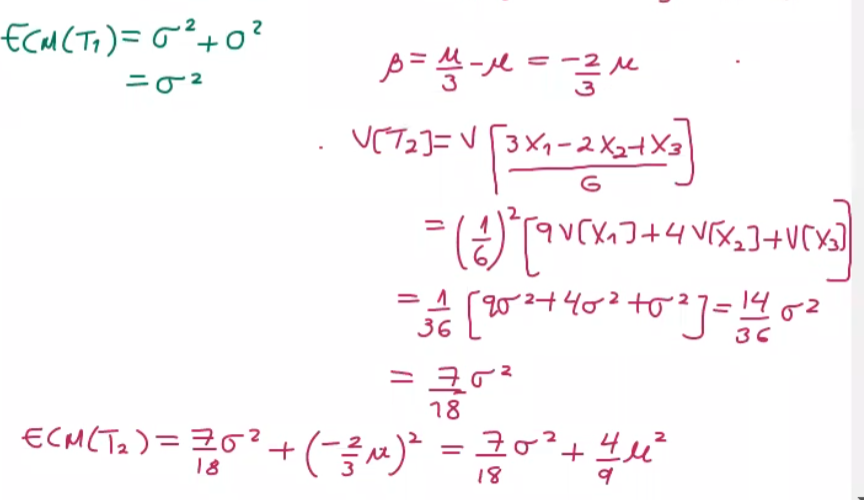 ECM(T₁) = σ² + 0²
= σ²
β = μ/3 - μ = -2/3 μ
V[T₂] = V [3X₁ - 2X₂ + X₃ / 6]
= (1/6)² [9V[X₁] + 4V[X₂] + V[X₃]]
= 1/36 [9σ² + 4σ² + σ²] = 14/36 σ²
= 7/18 σ²
ECM(T₂) = 7/18 σ² + (-2/3 μ)² = 7/18 σ² + 4/9 μ²